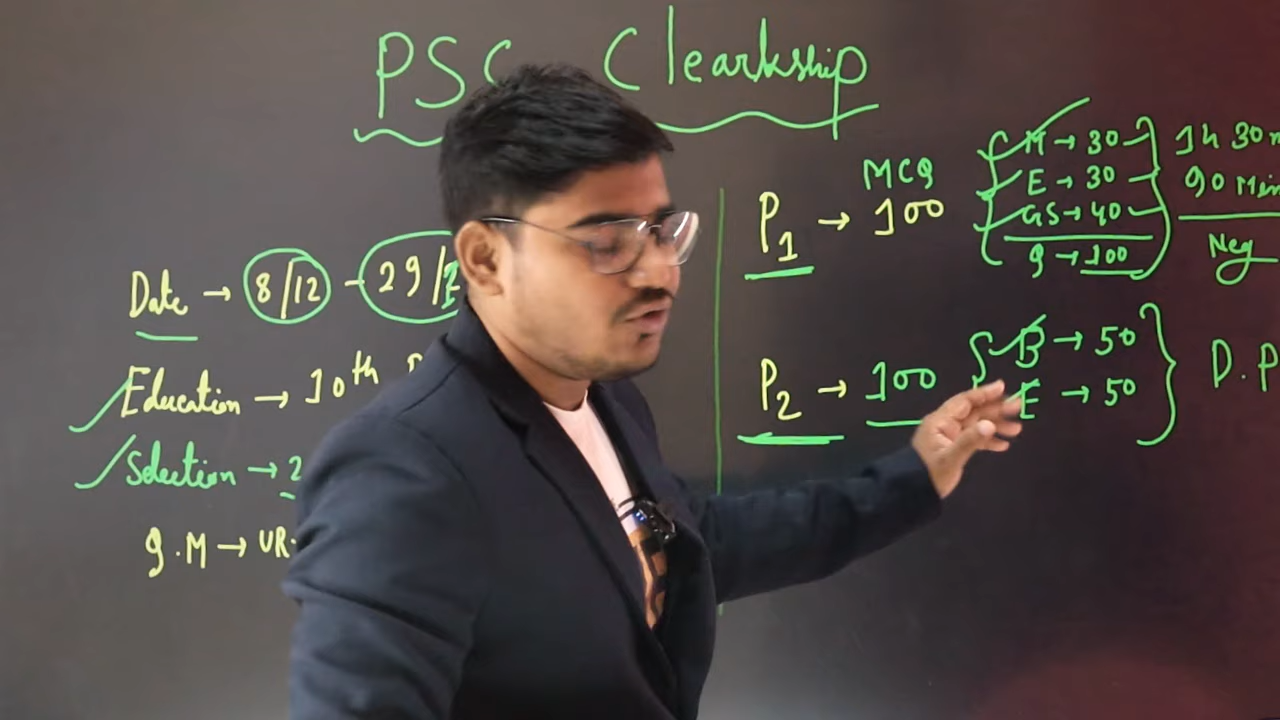 PSC Clearkship
Date → 8/12 - 29/
Education → 10th
Selection → 2
g.M → UR
P1 → 100
MCQ
M → 30
E → 30
GS → 40
Q → 100
1h 30m
90 Min
Neg
P2 → 100
B → 50
E → 50
D.P